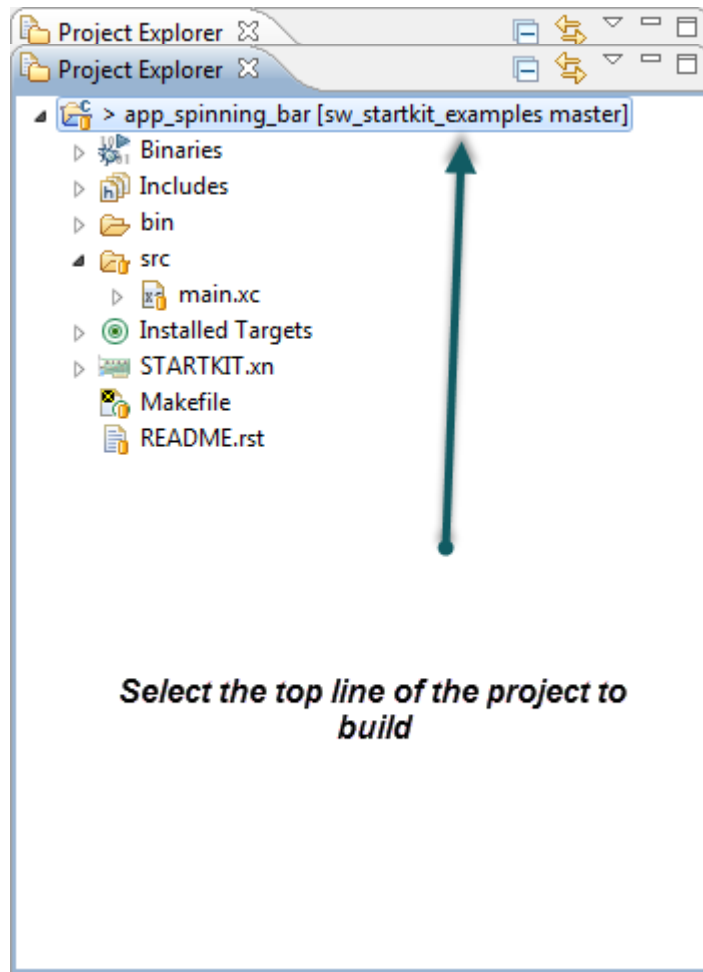 Project Explorer
Project Explorer
> app_spinning_bar [sw_startkit_examples master]
Binaries
Includes
bin
src
main.xc
Installed Targets
STARTKIT.xn
Makefile
README.rst
Select the top line of the project to
build